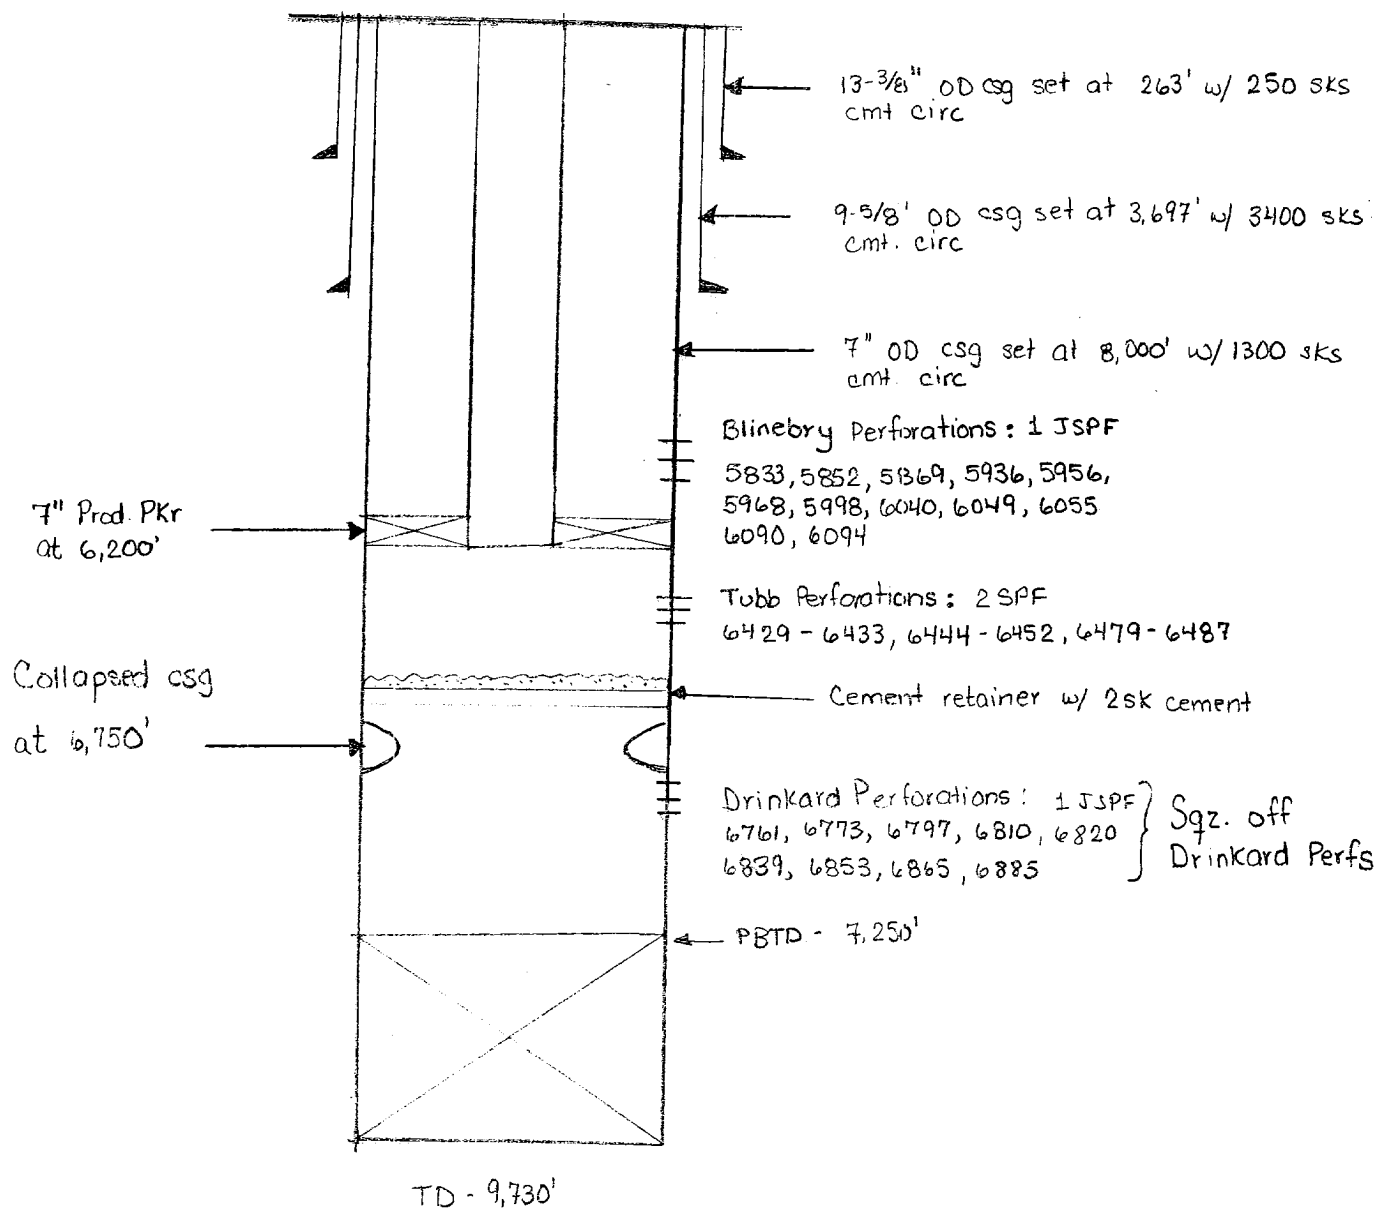 13-3/8" OD csg set at 263' w/ 250 sks
cmt circ
9-5/8' OD csg set at 3,697' w/ 3400 sks
cmt. circ
7" OD csg set at 8,000' w/ 1300 sks
cmt. circ
Blinebry Perforations: 1 JSPF
5833, 5852, 5869, 5936, 5956,
5968, 5998, 6040, 6049, 6055
6090, 6094
7" Prod. PKr
at 6,200'
Tubb Perforations: 2 SPF
6429-6433, 6444-6452, 6479-6487
Collapsed csg
at 6,750'
Cement retainer w/ 2sk cement
Drinkard Perforations: 1 JSPF
6761, 6773, 6797, 6810, 6820
6839, 6853, 6865, 6885
Sqz. off
Drinkard Perfs
PBTD - 7,250'
TD - 9,730'